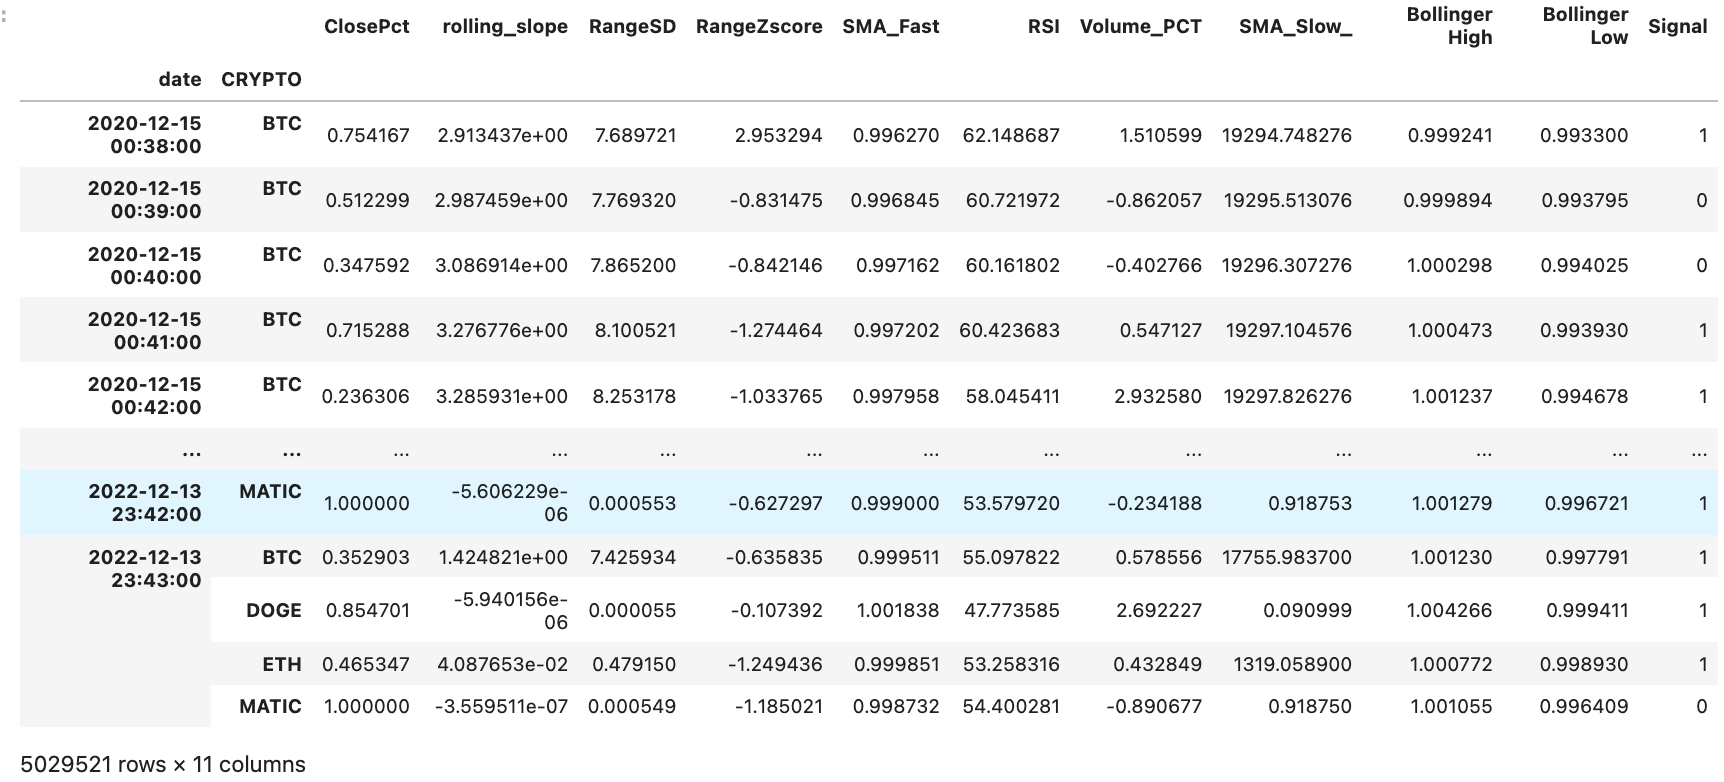 ClosePct rolling_slope RangeSD RangeZscore SMA_Fast RSI Volume_PCT SMA_Slow_ Bollinger High Bollinger Low Signal
date CRYPTO
2020-12-15 00:38:00 BTC 0.754167 2.913437e+00 7.689721 2.953294 0.996270 62.148687 1.510599 19294.748276 0.999241 0.993300 1
2020-12-15 00:39:00 BTC 0.512299 2.987459e+00 7.769320 -0.831475 0.996845 60.721972 -0.862057 19295.513076 0.999894 0.993795 0
2020-12-15 00:40:00 BTC 0.347592 3.086914e+00 7.865200 -0.842146 0.997162 60.161802 -0.402766 19296.307276 1.000298 0.994025 0
2020-12-15 00:41:00 BTC 0.715288 3.276776e+00 8.100521 -1.274464 0.997202 60.423683 0.547127 19297.104576 1.000473 0.993930 1
2020-12-15 00:42:00 BTC 0.236306 3.285931e+00 8.253178 -1.033765 0.997958 58.045411 2.932580 19297.826276 1.001237 0.994678 1
... ... ... ... ... ... ... ... ... ... ... ... ...
2022-12-13 23:42:00 MATIC 1.000000 -5.606229e-06 0.000553 -0.627297 0.999000 53.579720 -0.234188 0.918753 1.001279 0.996721 1
2022-12-13 23:43:00 BTC 0.352903 1.424821e+00 7.425934 -0.635835 0.999511 55.097822 0.578556 17755.983700 1.001230 0.997791 1
DOGE 0.854701 -5.940156e-06 0.000055 -0.107392 1.001838 47.773585 2.692227 0.090999 1.004266 0.999411 1
ETH 0.465347 4.087653e-02 0.479150 -1.249436 0.999851 53.258316 0.432849 1319.058900 1.000772 0.998930 1
MATIC 1.000000 -3.559511e-07 0.000549 -1.185021 0.998732 54.400281 -0.890677 0.918750 1.001055 0.996409 0
5029521 rows × 11 columns